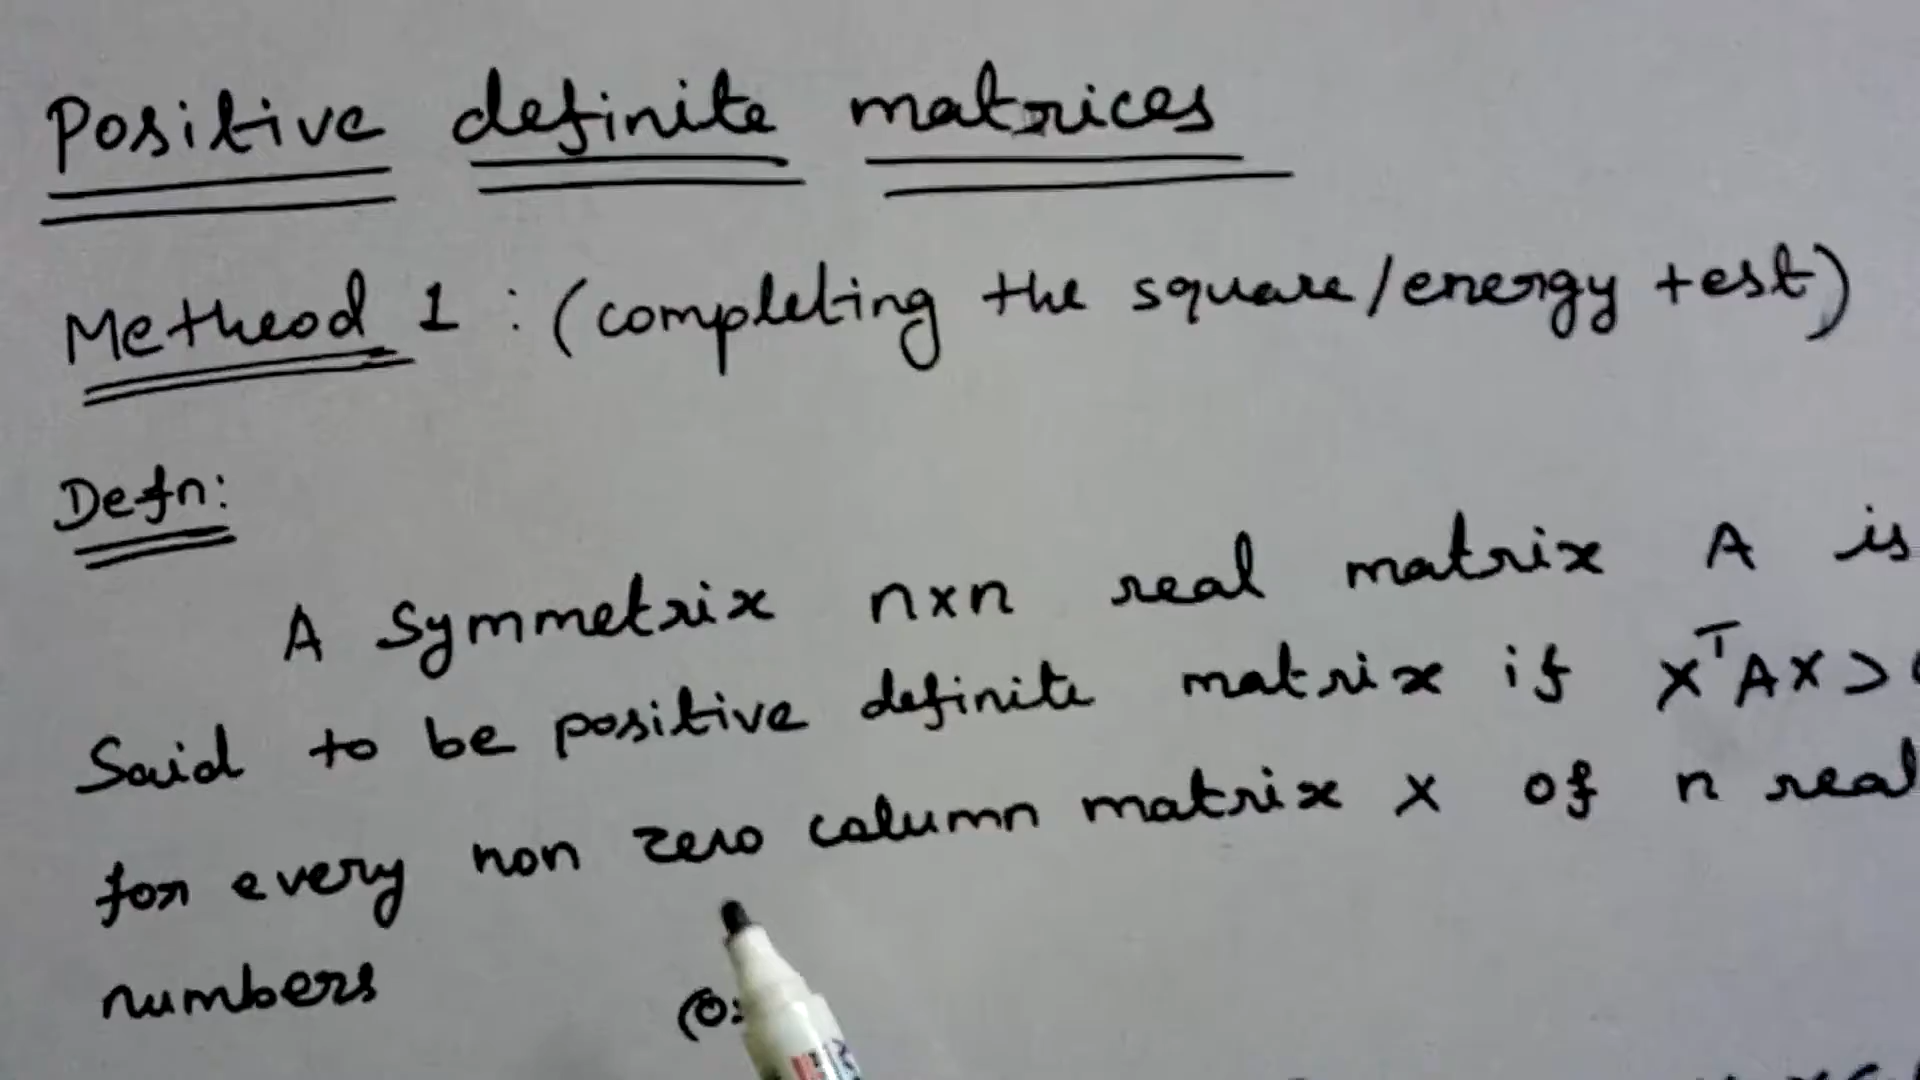 Positive definite matrices
Metheod 1 : (completing the square/energy test)
Defn:
A Symmetrix nxn real matrix A is
Said to be positive definite matrix if X^T AX >
for every non zero column matrix X of n real
numbers